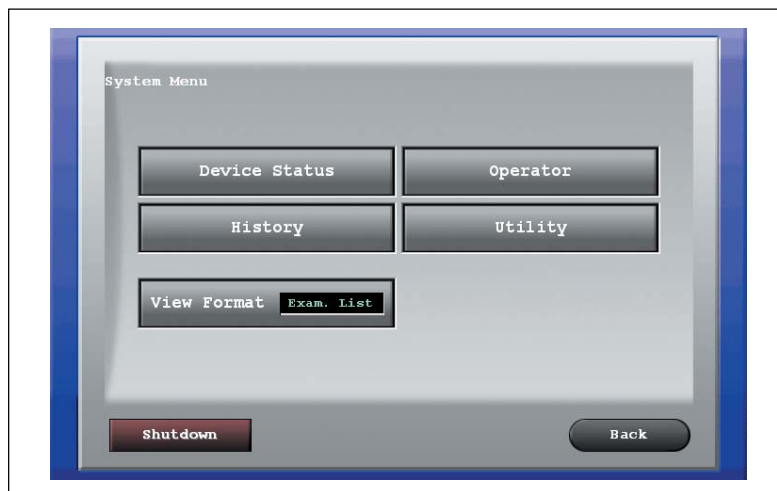 System Menu
Device Status
Operator
History
Utility
View Format Exam. List
Shutdown
Back